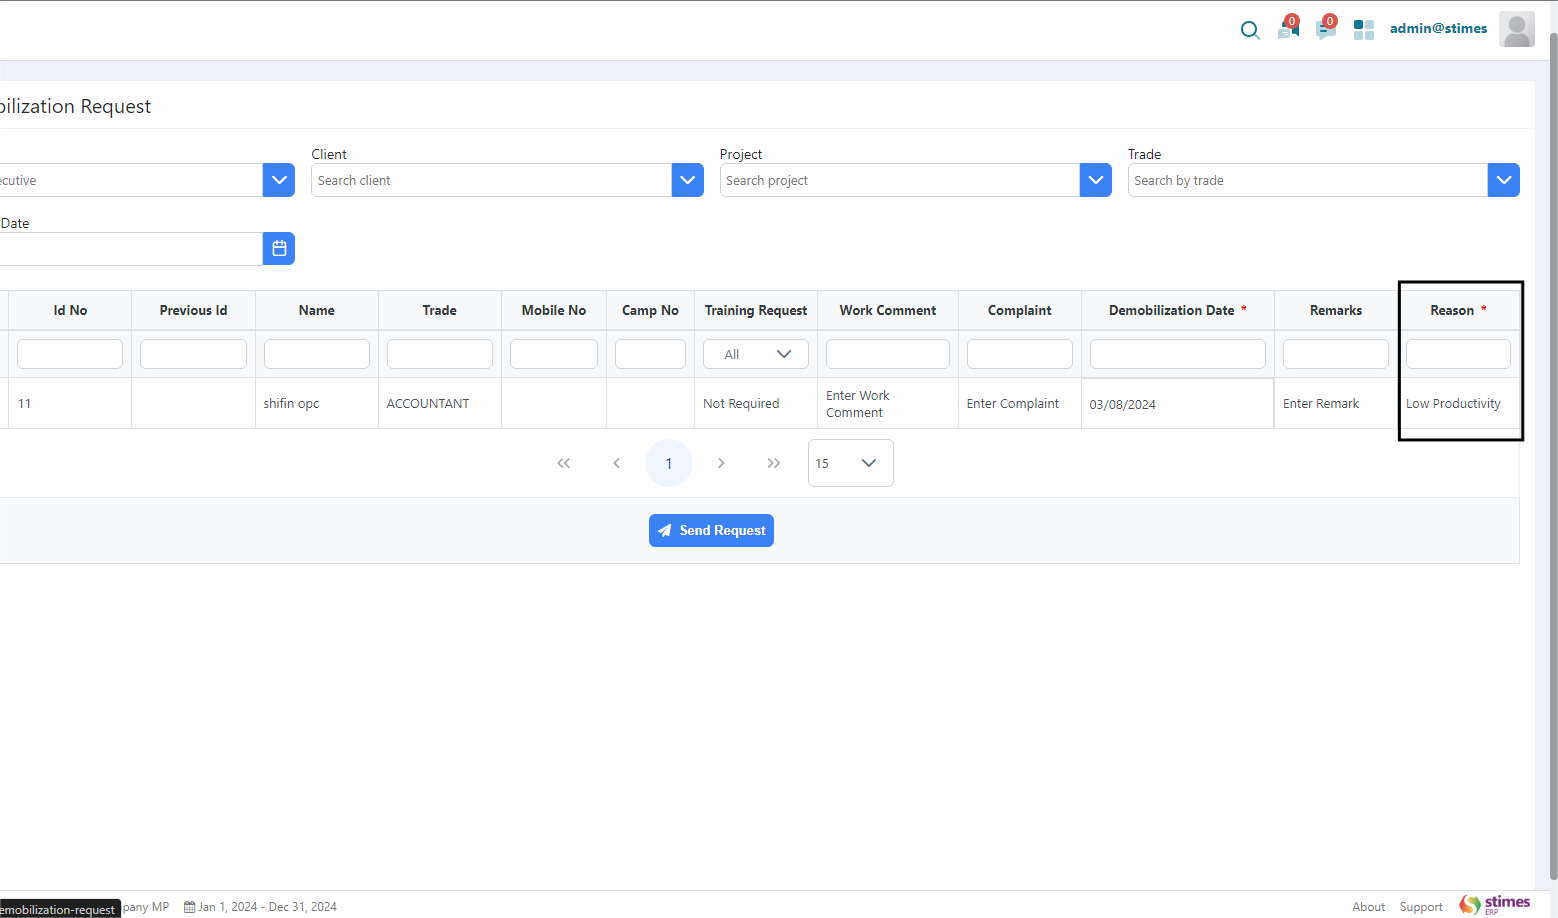 0
0
admin@stimes
bilization Request
Client
Project
Trade
ecutive
Search client
Search project
Search by trade
Date
Id No
Previous Id
Name
Trade
Mobile No
Camp No
Training Request
Work Comment
Complaint
Demobilization Date *
Remarks
Reason *
All
11
shifin opc
ACCOUNTANT
Not Required
Enter Work
Comment
Enter Complaint
03/08/2024
Enter Remark
Low Productivity
1
15
Send Request
emobilization-request
pany MP
Jan 1, 2024 - Dec 31, 2024
About
Support
stimes
ERP